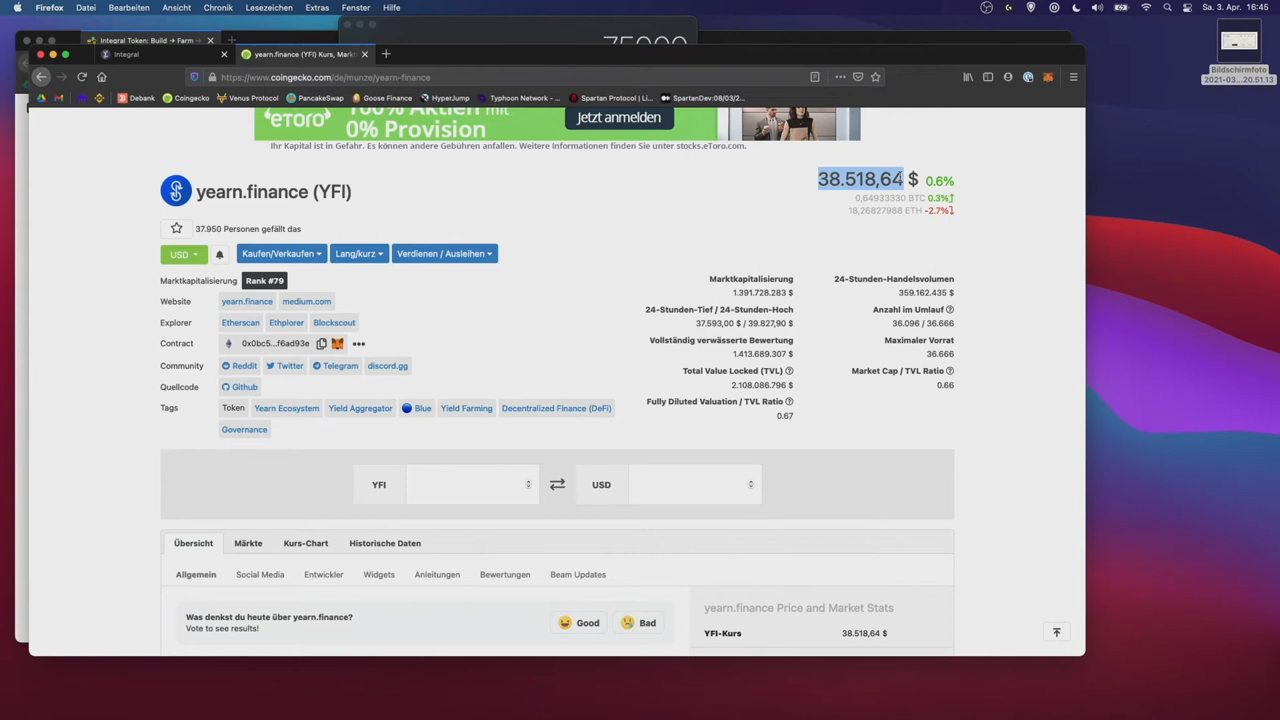 Firefox Datei Bearbeiten Ansicht Chronik Lesezeichen Extras Fenster Hilfe
Fr. 2. Apr. 16:45
Integral Token: Build → Farm →
Integral
yearn.finance (YFI) Kurs, Markt
https://www.coingecko.com/de/munze/yearn-finance
Debank Coingecko Venus Protocol PancakeSwap Goose Finance HyperJump Typhoon Network - ... Spartan Protocol | Li... SpartanDev:08/03/2...
Bildschirmfoto
2021-03...20.51.13
eTORO
100% Aktien mit
0% Provision
Jetzt anmelden
Ihr Kapital ist in Gefahr. Es können andere Gebühren anfallen. Weitere Informationen finden Sie unter stocks.eToro.com.
yearn.finance (YFI)
38.518,64 $ 0.6%
0,64933330 BTC 0.3%
18,26827988 ETH -2.7%
37.950 Personen gefällt das
USD
Kaufen/Verkaufen Lang/kurz Verdienen / Ausleihen
Marktkapitalisierung Rank #79
Website yearn.finance medium.com
Explorer Etherscan Ethplorer Blockscout
Contract 0x0bc5...f6ad93e
Community Reddit Twitter Telegram discord.gg
Quellcode Github
Tags Token Yearn Ecosystem Yield Aggregator Blue Yield Farming Decentralized Finance (DeFi)
Governance
Marktkapitalisierung
1.391.728.283 $
24-Stunden-Handelsvolumen
359.162.435 $
24-Stunden-Tief / 24-Stunden-Hoch
37.593,00 $ / 39.827,90 $
Anzahl im Umlauf
36.096 / 36.666
Vollständig verwässerte Bewertung
1.413.689.307 $
Maximaler Vorrat
36.666
Total Value Locked (TVL)
2.108.086.796 $
Market Cap / TVL Ratio
0.66
Fully Diluted Valuation / TVL Ratio
0.67
YFI USD
Übersicht Märkte Kurs-Chart Historische Daten
Allgemein Social Media Entwickler Widgets Anleitungen Bewertungen Beam Updates
Was denkst du heute über yearn.finance?
Vote to see results!
Good Bad
yearn.finance Price and Market Stats
YFI-Kurs 38.518,64 $